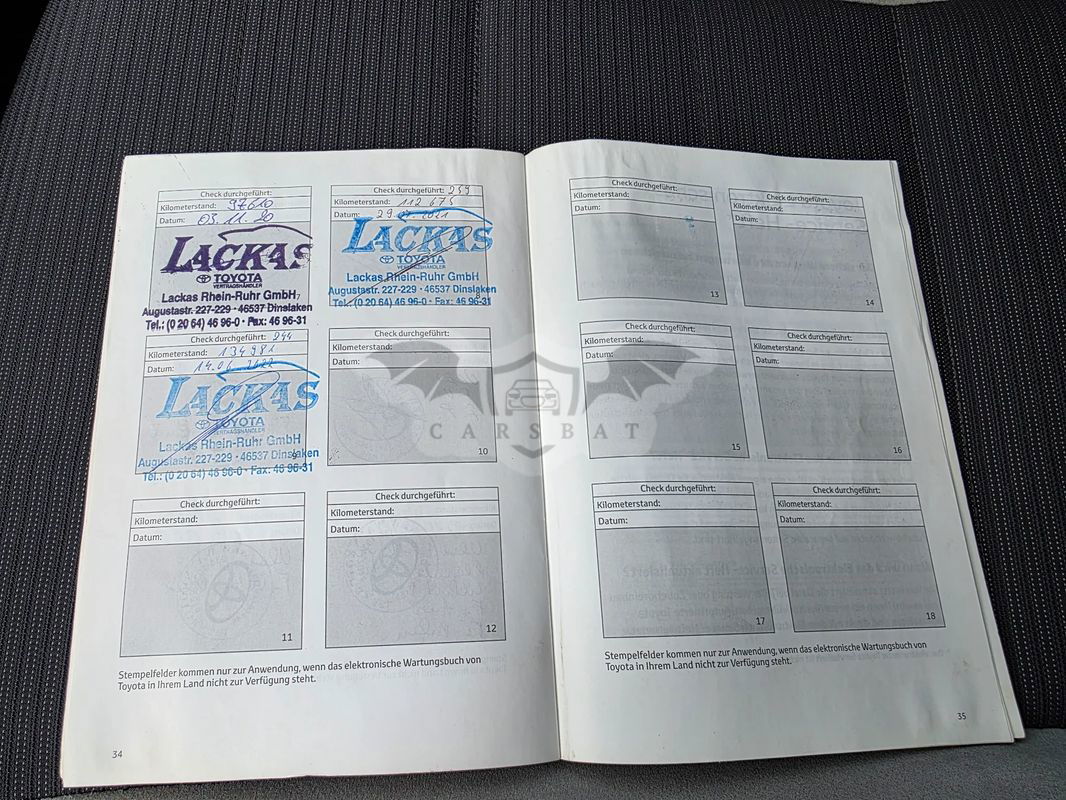 Check durchgeführt:
Kilometerstand: 97610
Datum: 03.11.20
LACKAS
TOYOTA
VERTRAGSHÄNDLER
Lackas Rhein-Ruhr GmbH
Augustastr. 227-229 · 46537 Dinslaken
Tel.: (0 20 64) 46 96-0 · Fax: 46 96-31
Check durchgeführt: 259
Kilometerstand: 112 675
Datum: 29. 2021
LACKAS
TOYOTA
VERTRAGSHÄNDLER
Lackas Rhein-Ruhr GmbH
Augustastr. 227-229 · 46537 Dinslaken
Tel.: (0 20 64) 46 96-0 · Fax: 46 96-31
Check durchgeführt: 244
Kilometerstand: 134 981
Datum: 14.06.2022
LACKAS
TOYOTA
VERTRAGSHÄNDLER
Lackas Rhein-Ruhr GmbH
Augustastr. 227-229 · 46537 Dinslaken
Tel.: (0 20 64) 46 96-0 · Fax: 46 96-31
Check durchgeführt:
Kilometerstand:
Datum:
10
Check durchgeführt:
Kilometerstand:
Datum:
11
Check durchgeführt:
Kilometerstand:
Datum:
12
Stempelfelder kommen nur zur Anwendung, wenn das elektronische Wartungsbuch von
Toyota in Ihrem Land nicht zur Verfügung steht.
34
Check durchgeführt:
Kilometerstand:
Datum:
13
Check durchgeführt:
Kilometerstand:
Datum:
14
Check durchgeführt:
Kilometerstand:
Datum:
15
Check durchgeführt:
Kilometerstand:
Datum:
16
Check durchgeführt:
Kilometerstand:
Datum:
17
Check durchgeführt:
Kilometerstand:
Datum:
18
Stempelfelder kommen nur zur Anwendung, wenn das elektronische Wartungsbuch von
Toyota in Ihrem Land nicht zur Verfügung steht.
35
CARSBAT